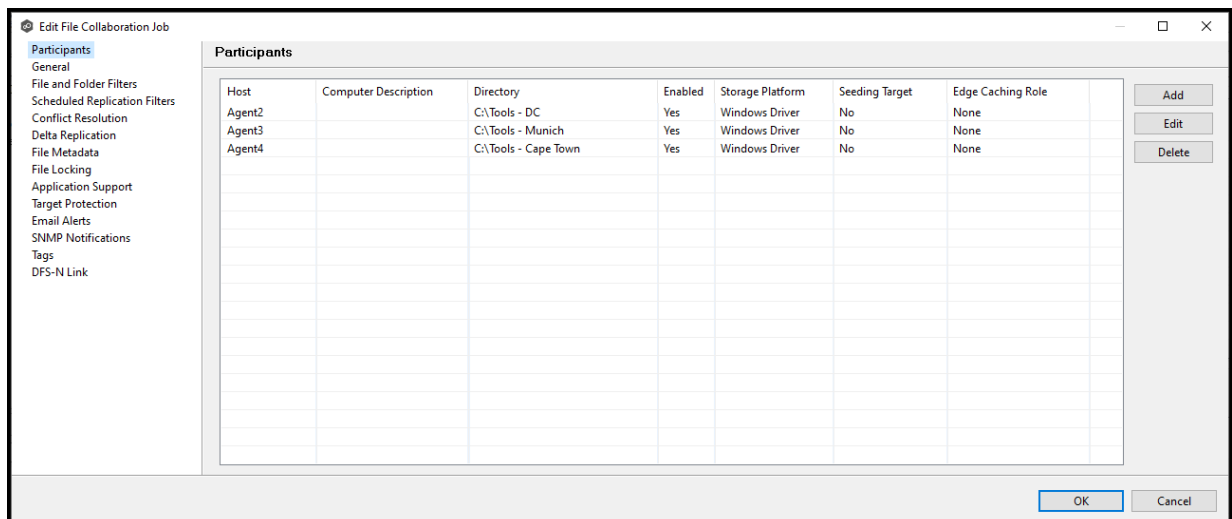 Edit File Collaboration Job
Participants
General
File and Folder Filters
Scheduled Replication Filters
Conflict Resolution
Delta Replication
File Metadata
File Locking
Application Support
Target Protection
Email Alerts
SNMP Notifications
Tags
DFS-N Link
Participants
Host Computer Description Directory Enabled Storage Platform Seeding Target Edge Caching Role
Agent2 C:\Tools - DC Yes Windows Driver No None
Agent3 C:\Tools - Munich Yes Windows Driver No None
Agent4 C:\Tools - Cape Town Yes Windows Driver No None
Add
Edit
Delete
OK Cancel